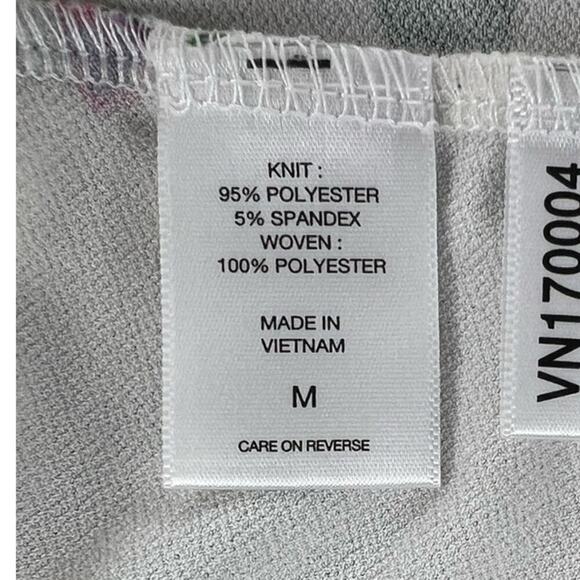 KNIT :
95% POLYESTER
5% SPANDEX
WOVEN :
100% POLYESTER
MADE IN
VIETNAM
M
CARE ON REVERSE
VN170004